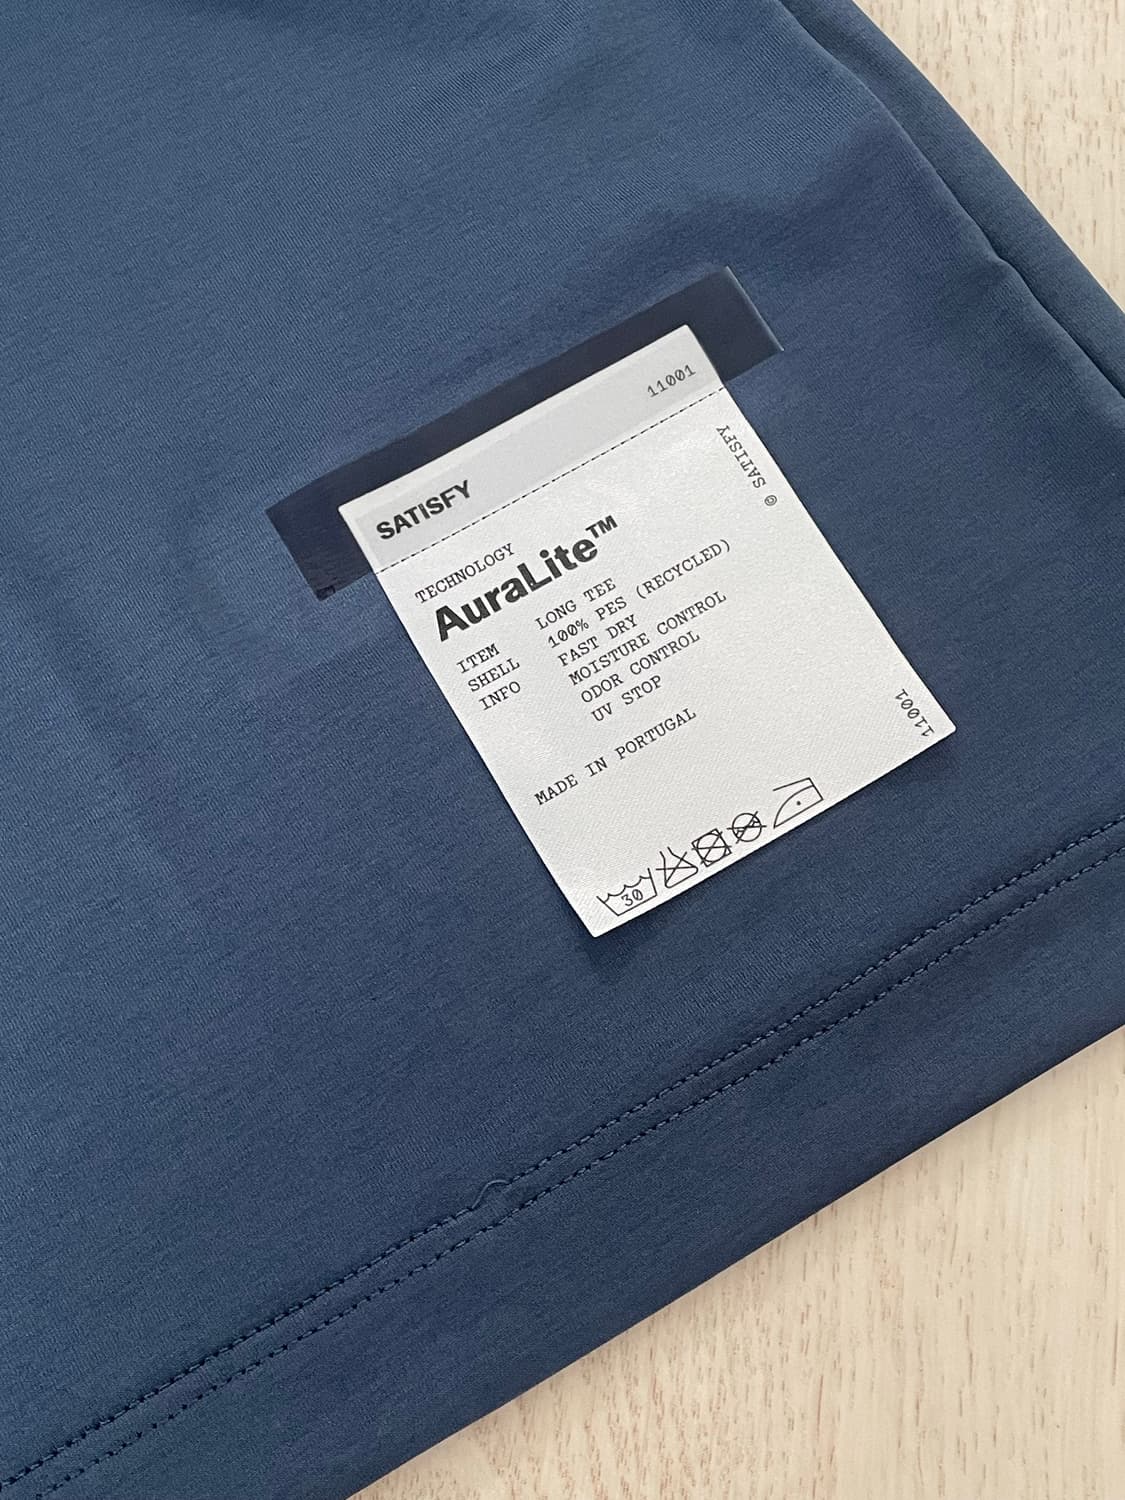 SATISFY 11001
© SATISFY
TECHNOLOGY
AuraLite™
ITEM LONG TEE
SHELL 100% PES (RECYCLED)
INFO FAST DRY
MOISTURE CONTROL
ODOR CONTROL
UV STOP
MADE IN PORTUGAL
11001
30